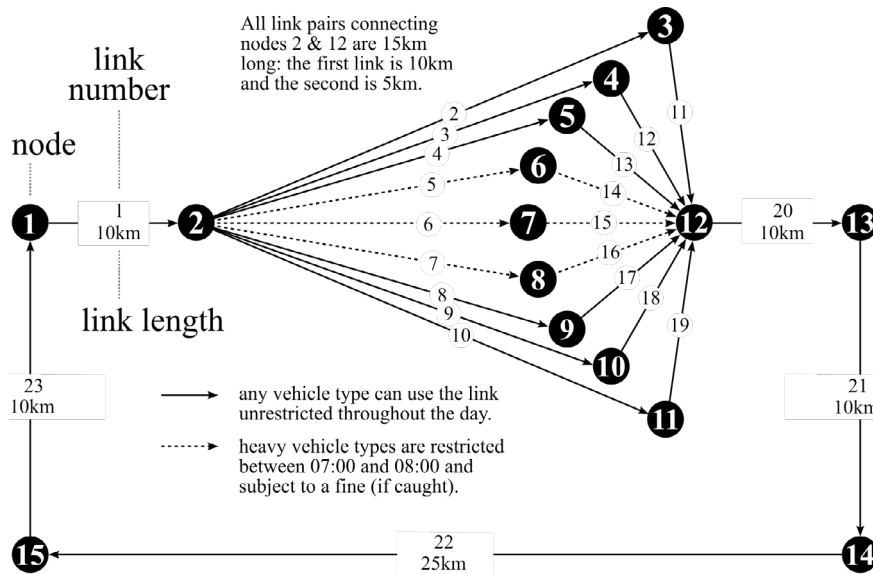 All link pairs connecting
nodes 2 & 12 are 15km
long: the first link is 10km
and the second is 5km.
link
number
node
3
4
5
6
7
8
9
10
11
2
3
4
5
6
7
8
9
10
11
12
13
14
15
16
17
18
19
1
1
10km
2
12
20
10km
13
link length
23
10km
21
10km
any vehicle type can use the link
unrestricted throughout the day.
heavy vehicle types are restricted
between 07:00 and 08:00 and
subject to a fine (if caught).
15
22
25km
14